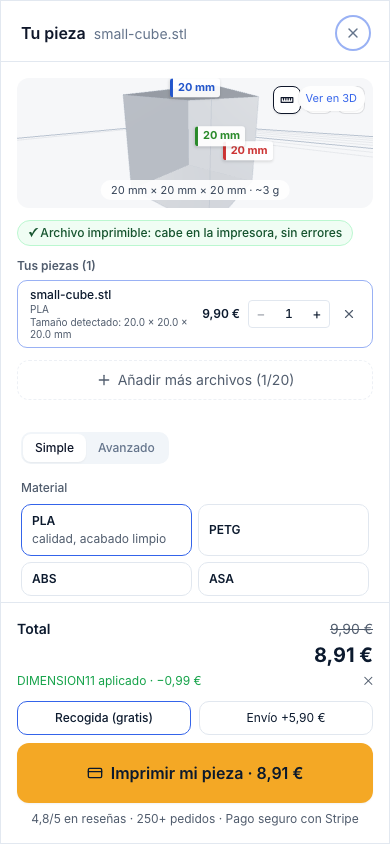 Tu pieza small-cube.stl
20 mm
Ver en 3D
20 mm
20 mm
20 mm × 20 mm × 20 mm · ~3 g
✓ Archivo imprimible: cabe en la impresora, sin errores
Tus piezas (1)
small-cube.stl
PLA
Tamaño detectado: 20.0 × 20.0 ×
20.0 mm
9,90 €
− 1 +
+ Añadir más archivos (1/20)
Simple Avanzado
Material
PLA
calidad, acabado limpio
PETG
ABS
ASA
Total 9,90 €
8,91 €
DIMENSION11 aplicado · −0,99 €
Recogida (gratis) Envío +5,90 €
Imprimir mi pieza · 8,91 €
4,8/5 en reseñas · 250+ pedidos · Pago seguro con Stripe